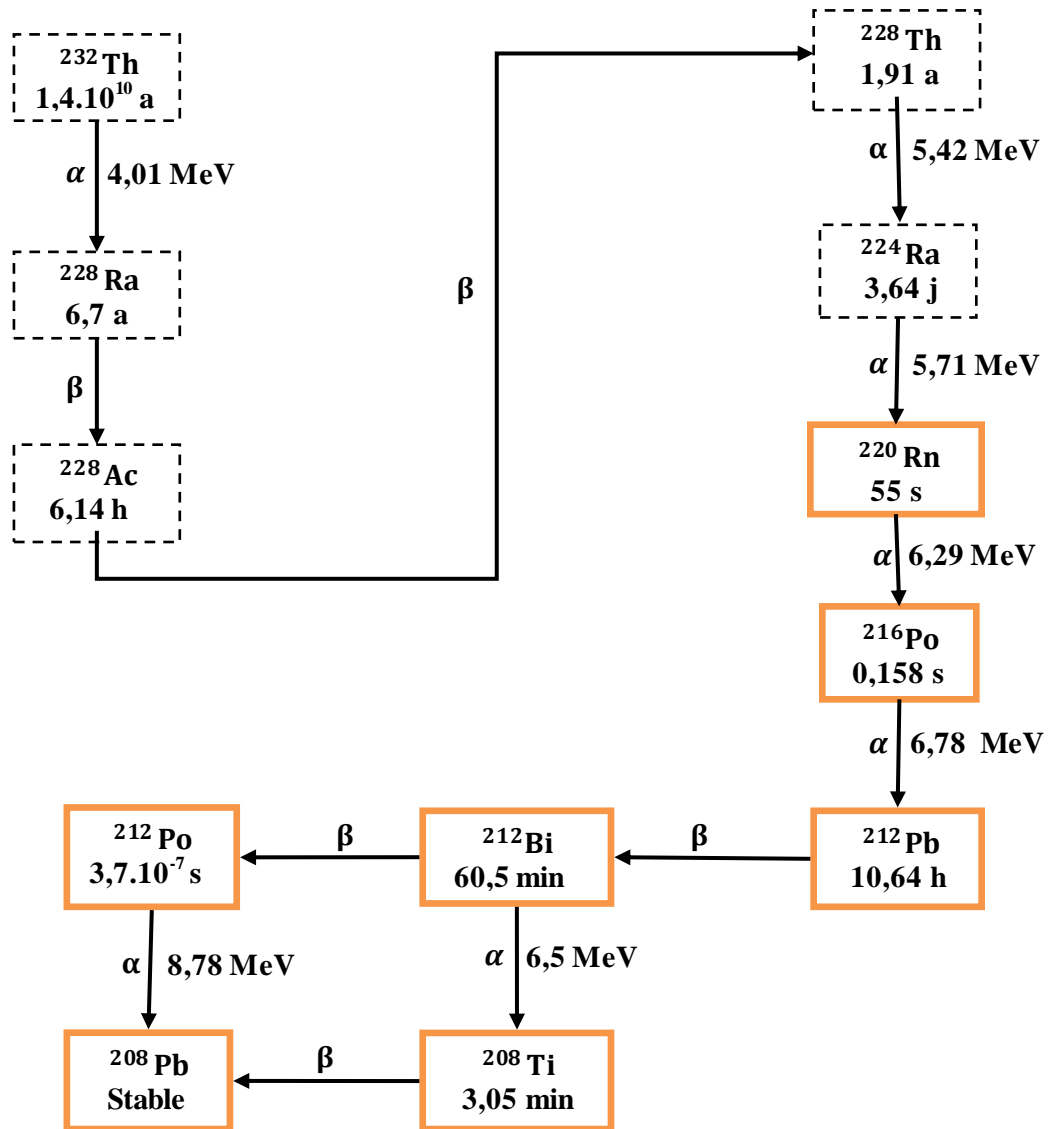 ²³²Th
1,4.10¹⁰ a
α 4,01 MeV
²²⁸Ra
6,7 a
β
²²⁸Ac
6,14 h
β
²²⁸Th
1,91 a
α 5,42 MeV
²²⁴Ra
3,64 j
α 5,71 MeV
²²⁰Rn
55 s
α 6,29 MeV
²¹⁶Po
0,158 s
α 6,78 MeV
²¹²Pb
10,64 h
β
²¹²Bi
60,5 min
β
²¹²Po
3,7.10⁻⁷ s
α 8,78 MeV
α 6,5 MeV
²⁰⁸Pb
Stable
β
²⁰⁸Ti
3,05 min